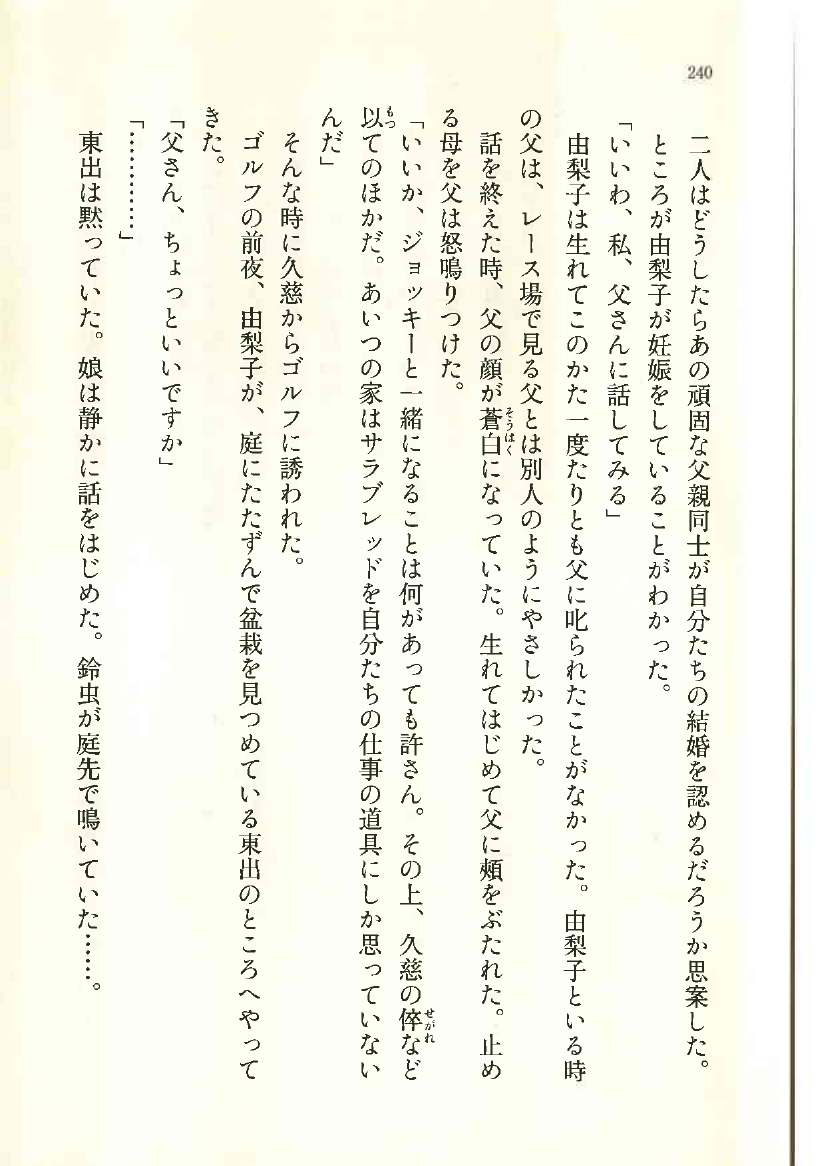 240
二人はどうしたらあの頑固な父親同士が自分たちの結婚を認めるだろうか思案した。
ところが由梨子が妊娠をしていることがわかった。
「いいわ、私、父さんに話してみる」
由梨子は生れてこのかた一度たりとも父に叱られたことがなかった。由梨子といる時
の父は、レース場で見る父とは別人のようにやさしかった。
話を終えた時、父の顔が蒼白そうはくになっていた。生れてはじめて父に頰をぶたれた。止め
る母を父は怒鳴りつけた。
「いいか、ジョッキーと一緒になることは何があっても許さん。その上、久慈の倅せがれなど
以もってのほかだ。あいつの家はサラブレッドを自分たちの仕事の道具にしか思っていない
んだ」
そんな時に久慈からゴルフに誘われた。
ゴルフの前夜、由梨子が、庭にたたずんで盆栽を見つめている東出のところへやって
きた。
「父さん、ちょっといいですか」
「…………」
東出は黙っていた。娘は静かに話をはじめた。鈴虫が庭先で鳴いていた……。